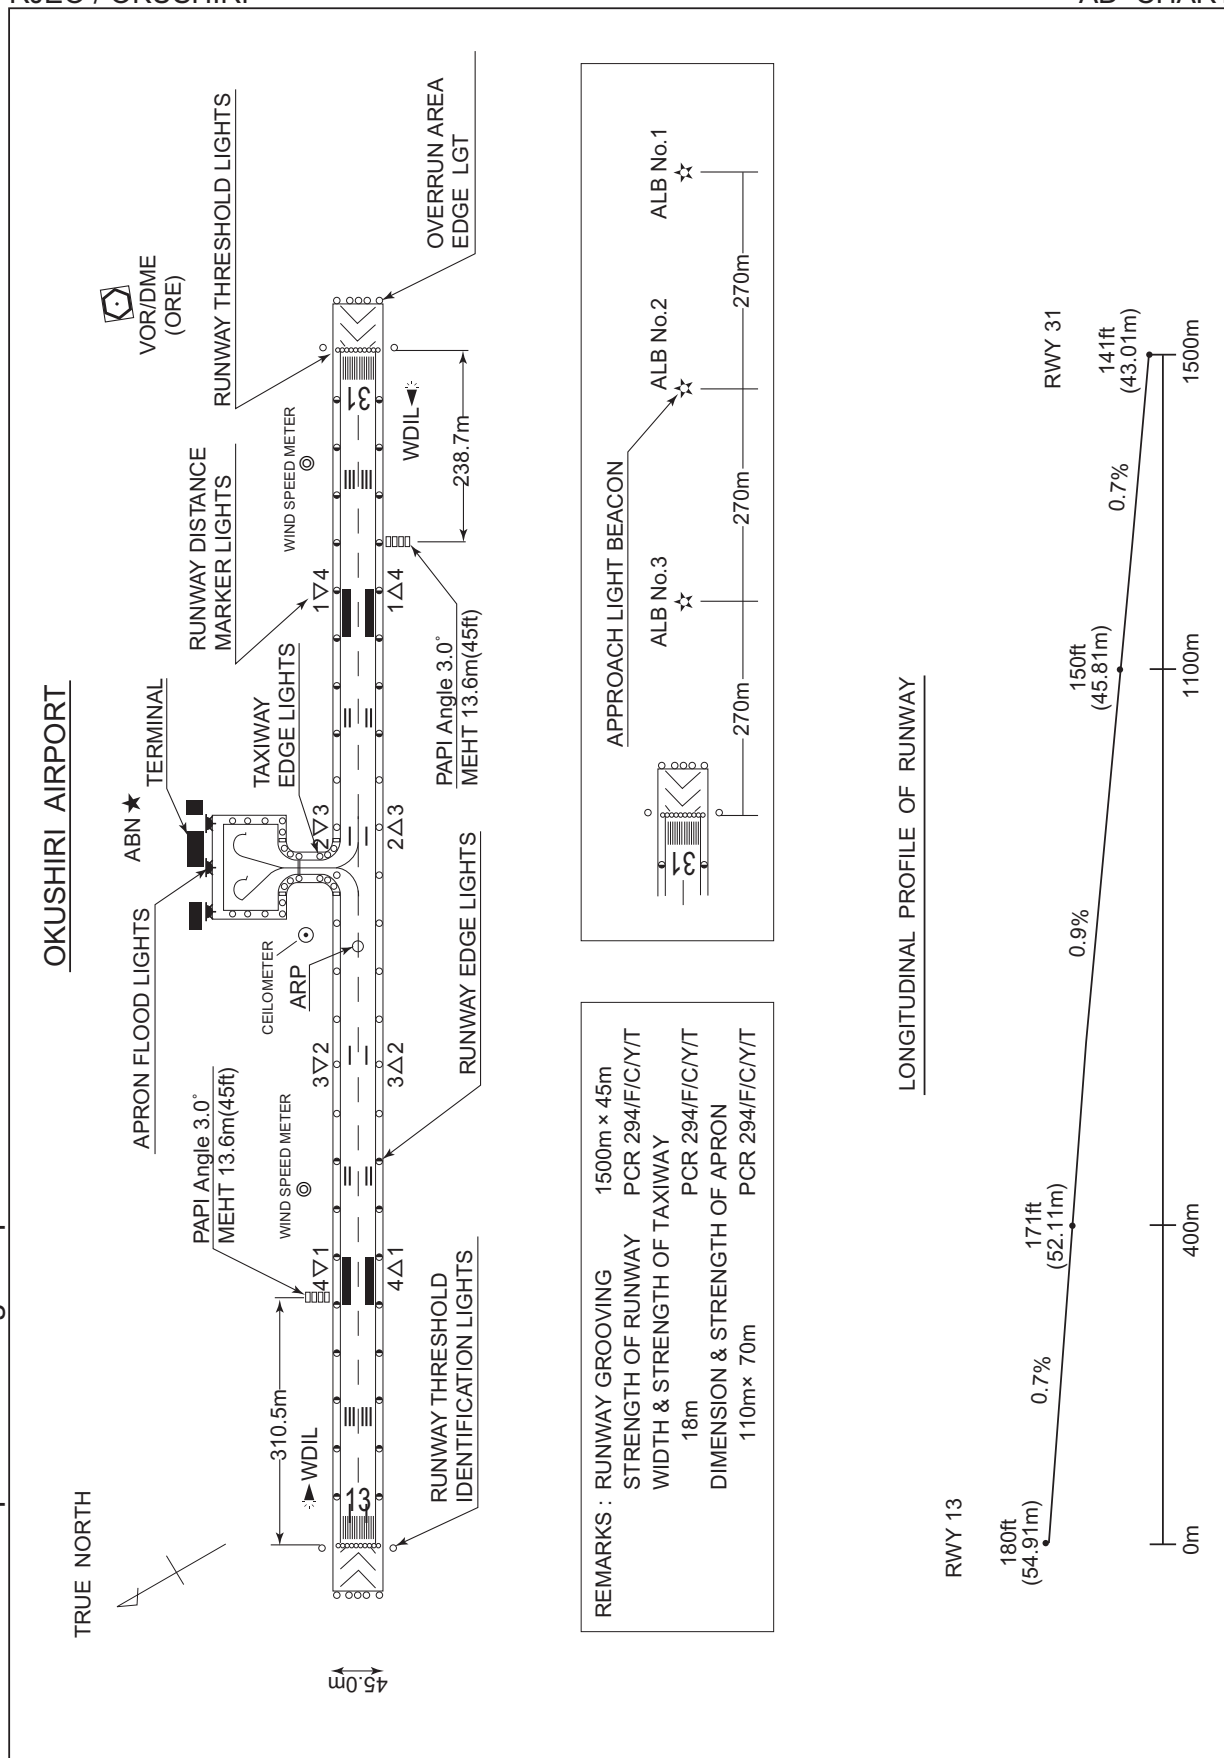 OKUSHIRI AIRPORT
TRUE NORTH
VOR/DME
(ORE)
ABN
TERMINAL
APRON FLOOD LIGHTS
RUNWAY THRESHOLD LIGHTS
RUNWAY DISTANCE
MARKER LIGHTS
TAXIWAY
EDGE LIGHTS
PAPI Angle 3.0°
MEHT 13.6m(45ft)
CEILOMETER
ARP
WIND SPEED METER
WIND SPEED METER
310.5m
WDIL
4 1
3 2
2 3
1 4
13
31
45.0m
4 1
3 2
2 3
1 4
WDIL
238.7m
PAPI Angle 3.0°
MEHT 13.6m(45ft)
OVERRUN AREA
EDGE LGT
RUNWAY EDGE LIGHTS
RUNWAY THRESHOLD
IDENTIFICATION LIGHTS
REMARKS : RUNWAY GROOVING 1500m × 45m
STRENGTH OF RUNWAY PCR 294/F/C/Y/T
WIDTH & STRENGTH OF TAXIWAY
18m PCR 294/F/C/Y/T
DIMENSION & STRENGTH OF APRON
110m× 70m PCR 294/F/C/Y/T
APPROACH LIGHT BEACON
ALB No.3 ALB No.2 ALB No.1
31
270m 270m 270m
LONGITUDINAL PROFILE OF RUNWAY
RWY 13
RWY 31
180ft
(54.91m)
0.7%
171ft
(52.11m)
0.9%
150ft
(45.81m)
0.7%
141ft
(43.01m)
0m 400m 1100m 1500m